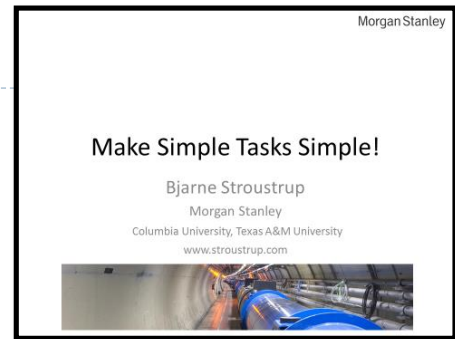 Morgan Stanley
Make Simple Tasks Simple!
Bjarne Stroustrup
Morgan Stanley
Columbia University, Texas A&M University
www.stroustrup.com